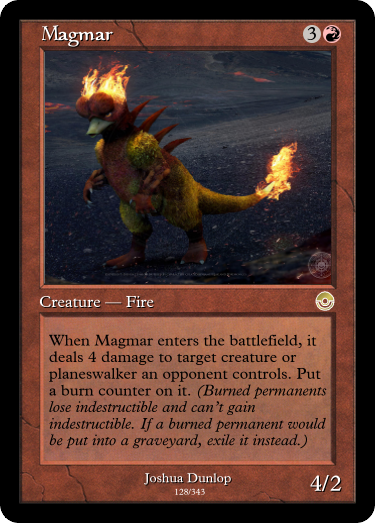 Magmar
3
Creature — Fire
When Magmar enters the battlefield, it
deals 4 damage to target creature or
planeswalker an opponent controls. Put
a burn counter on it. (Burned permanents
lose indestructible and can't gain
indestructible. If a burned permanent would
be put into a graveyard, exile it instead.)
Joshua Dunlop
128/343
4/2